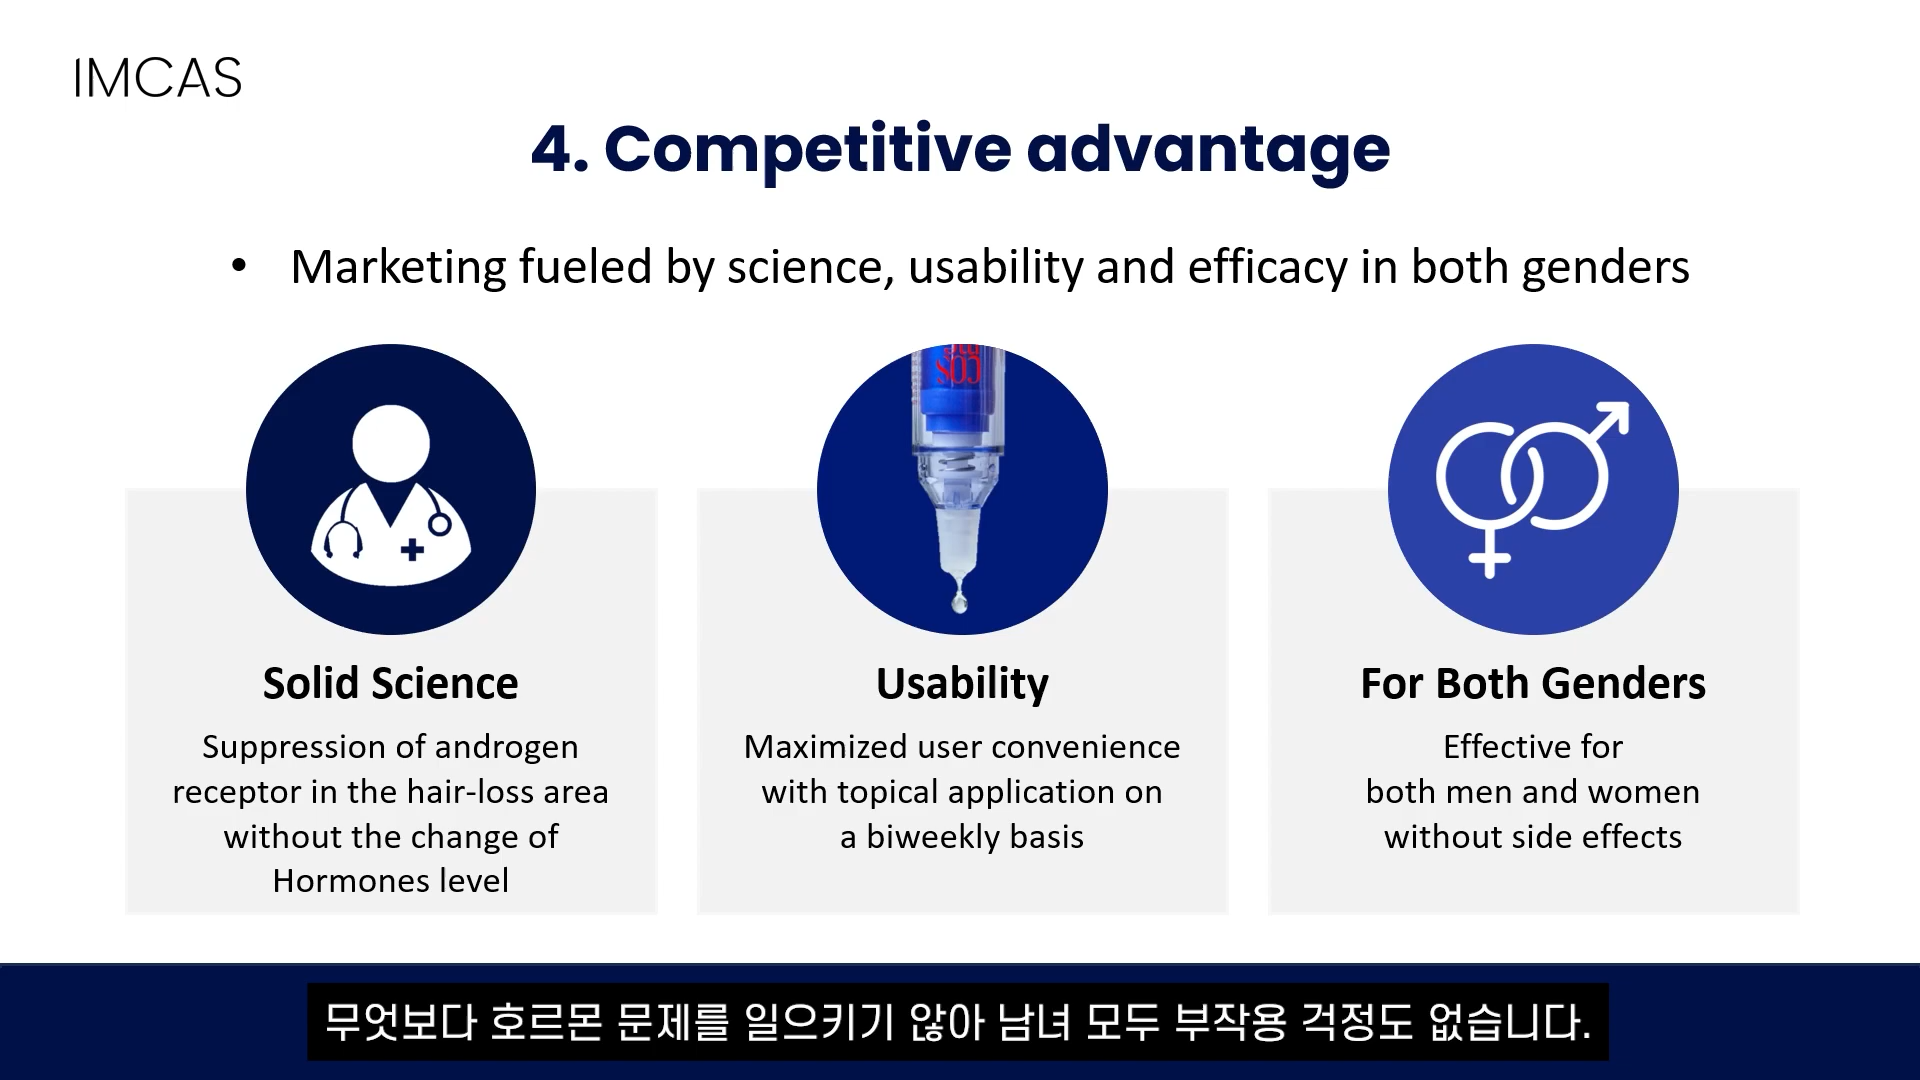 IMCAS
4. Competitive advantage
• Marketing fueled by science, usability and efficacy in both genders
Solid Science
Suppression of androgen
receptor in the hair-loss area
without the change of
Hormones level
Usability
Maximized user convenience
with topical application on
a biweekly basis
For Both Genders
Effective for
both men and women
without side effects
무엇보다 호르몬 문제를 일으키기 않아 남녀 모두 부작용 걱정도 없습니다.